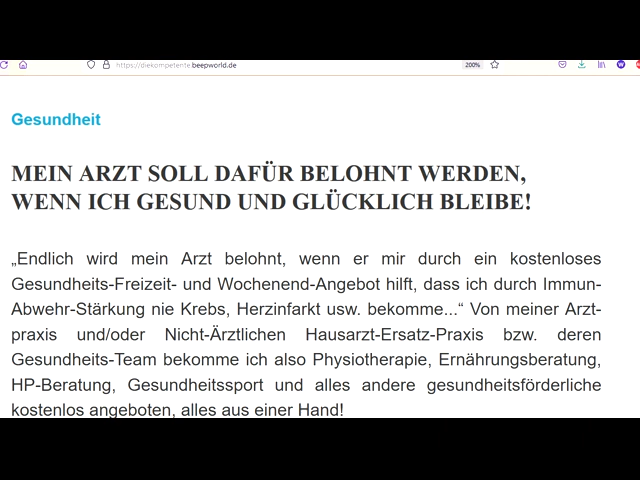 https://diekompetente.beepworld.de
200%
Gesundheit
MEIN ARZT SOLL DAFÜR BELOHNT WERDEN,
WENN ICH GESUND UND GLÜCKLICH BLEIBE!
„Endlich wird mein Arzt belohnt, wenn er mir durch ein kostenloses
Gesundheits-Freizeit- und Wochenend-Angebot hilft, dass ich durch Immun-
Abwehr-Stärkung nie Krebs, Herzinfarkt usw. bekomme...“ Von meiner Arzt-
praxis und/oder Nicht-Ärztlichen Hausarzt-Ersatz-Praxis bzw. deren
Gesundheits-Team bekomme ich also Physiotherapie, Ernährungsberatung,
HP-Beratung, Gesundheitssport und alles andere gesundheitsförderliche
kostenlos angeboten, alles aus einer Hand!